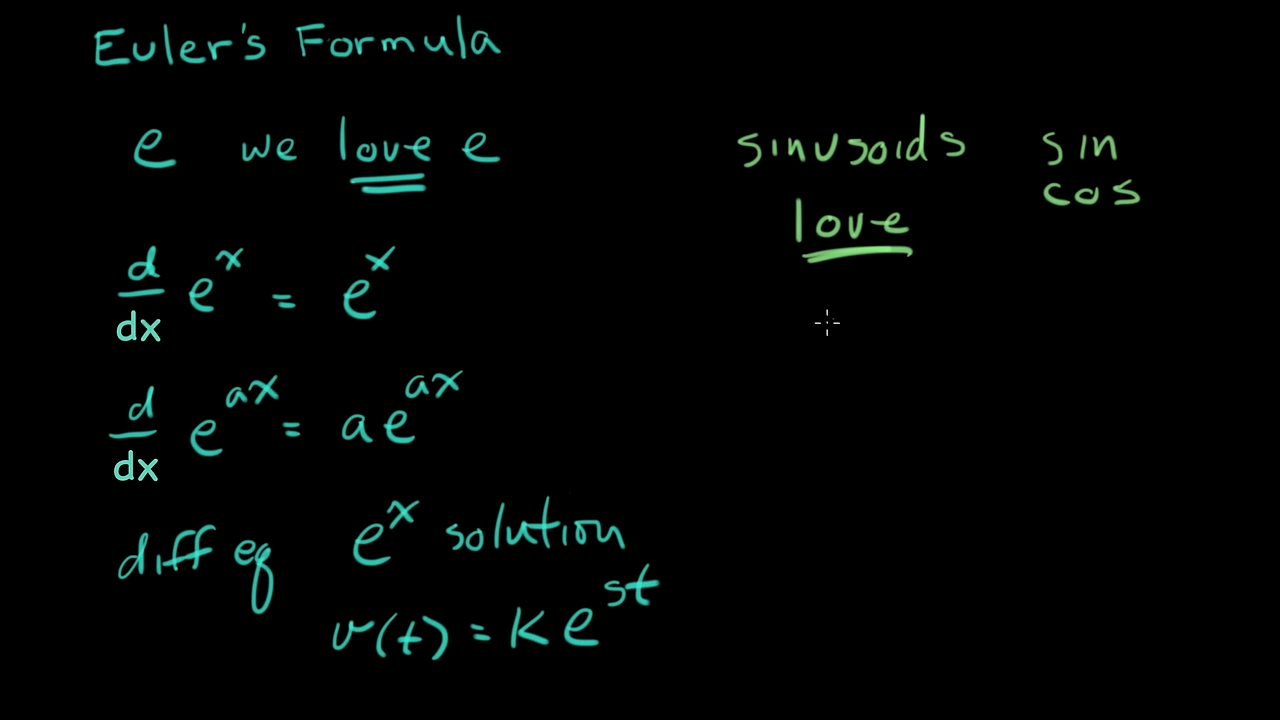 Euler's Formula
e we love e
d/dx e^x = e^x
d/dx e^ax = a e^ax
diff eq e^x solution
v(t) = K e^st
sinusoids sin
cos
love